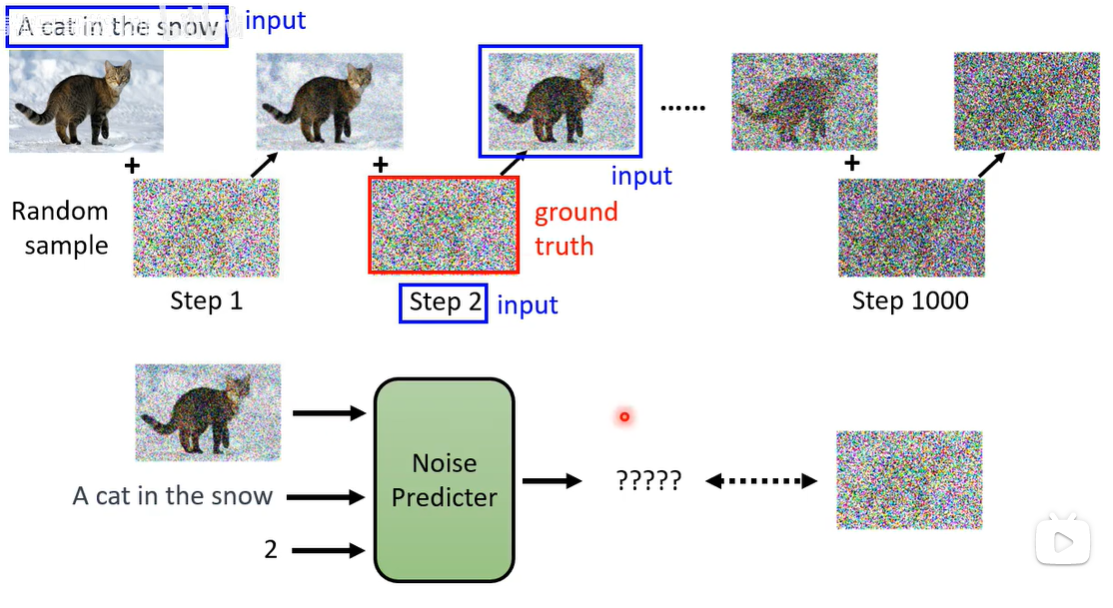 A cat in the snow
input
......
input
Random
sample
ground
truth
Step 1
Step 2
input
Step 1000
A cat in the snow
2
Noise
Predicter
?????